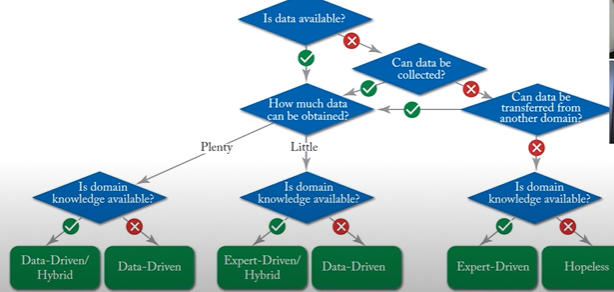 Is data available?
Can data be
collected?
How much data
can be obtained?
Can data be
transferred from
another domain?
Plenty
Little
Is domain
knowledge available?
Is domain
knowledge available?
Is domain
knowledge available?
Data-Driven/
Hybrid
Data-Driven
Expert-Driven/
Hybrid
Data-Driven
Expert-Driven
Hopeless